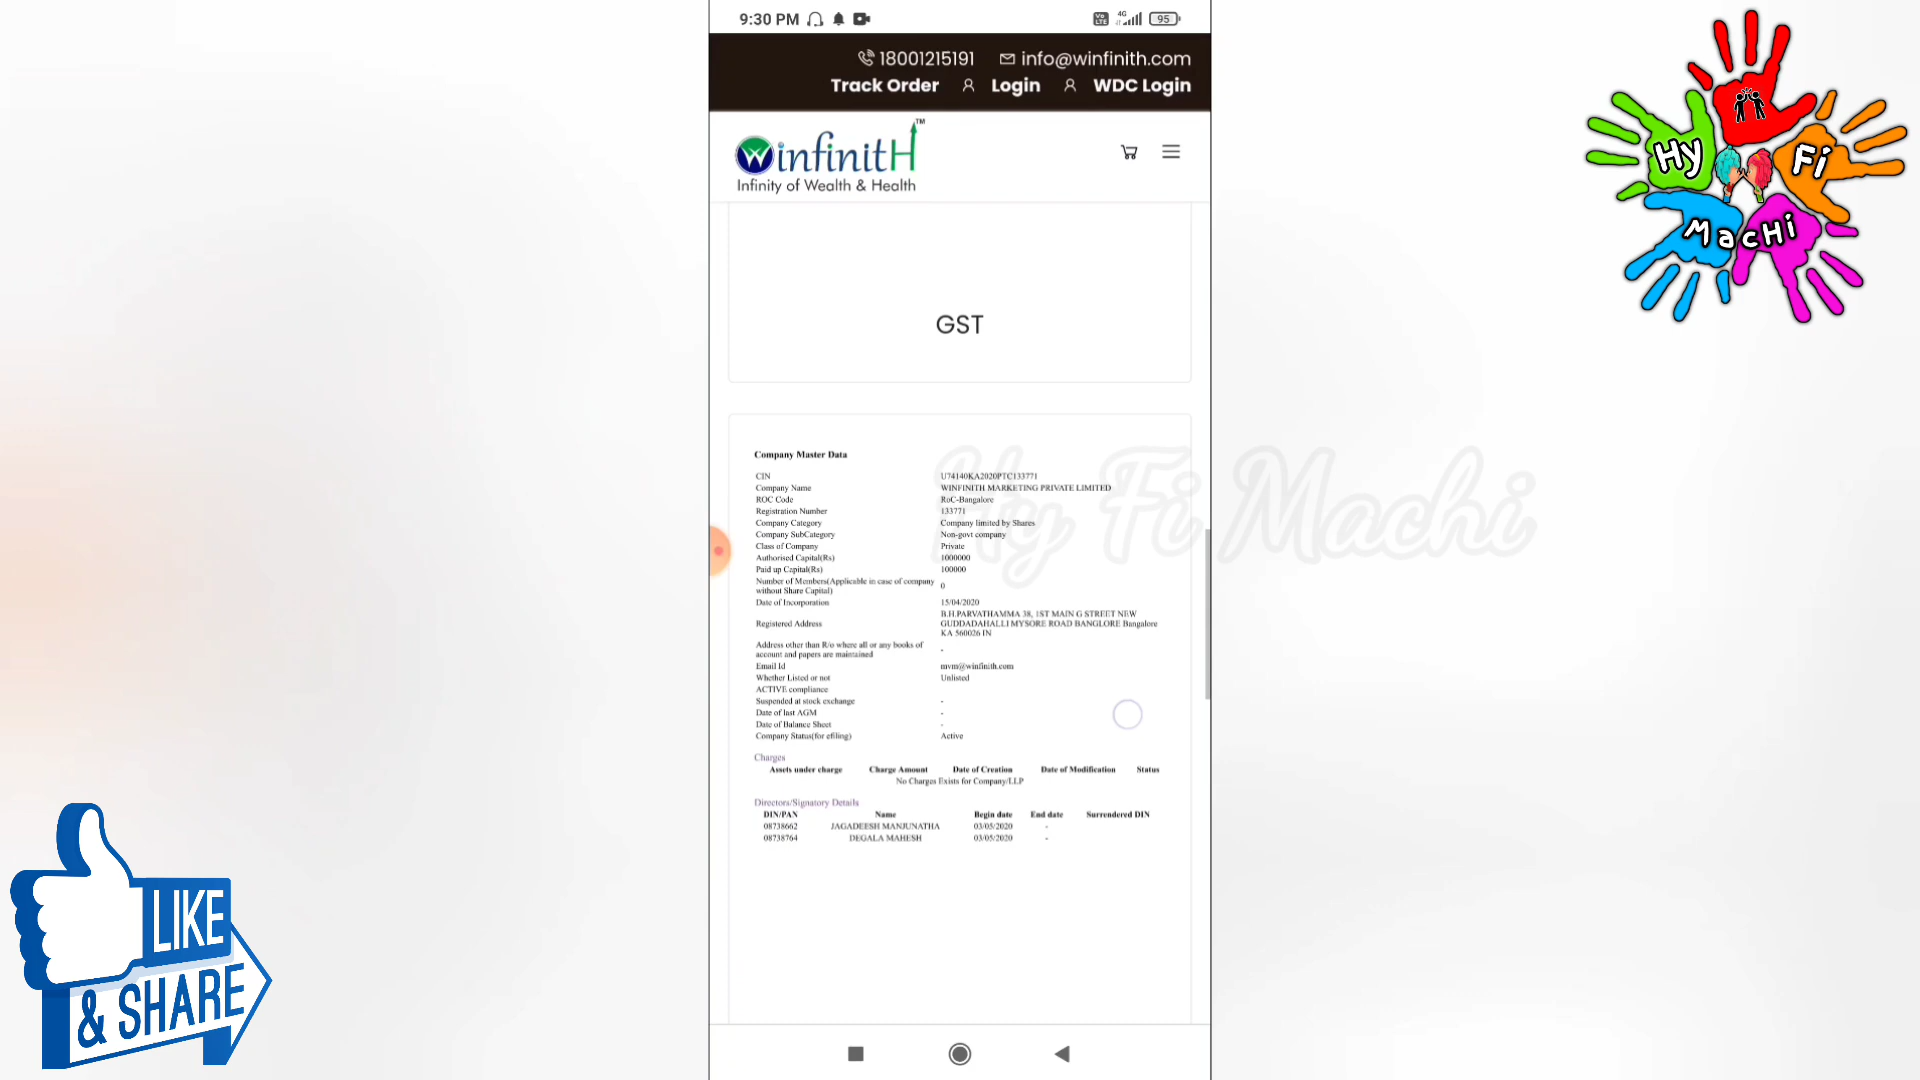 9:30 PM
Vo LTE
4G
95
18001215191 info@winfinith.com
Track Order Login WDC Login
WinfinitH TM
Infinity of Wealth & Health
GST
Company Master Data
CIN U74140KA2020PTC133771
Company Name WINFINITH MARKETING PRIVATE LIMITED
ROC Code RoC-Bangalore
Registration Number 133771
Company Category Company limited by Shares
Company SubCategory Non-govt company
Class of Company Private
Authorised Capital(Rs) 1000000
Paid up Capital(Rs) 100000
Number of Members(Applicable in case of company
without Share Capital) 0
Date of Incorporation 15/04/2020
Registered Address B.H.PARVATHAMMA 38, 1ST MAIN G STREET NEW
GUDDADAHALLI MYSORE ROAD BANGLORE Bangalore
KA 560026 IN
Address other than R/o where all or any books of
account and papers are maintained -
Email Id mvm@winfinith.com
Whether Listed or not Unlisted
ACTIVE compliance
Suspended at stock exchange -
Date of last AGM -
Date of Balance Sheet -
Company Status(for efiling) Active
Charges
Assets under charge Charge Amount Date of Creation Date of Modification Status
No Charges Exists for Company/LLP
Directors/Signatory Details
DIN/PAN Name Begin date End date Surrendered DIN
08738662 JAGADEESH MANJUNATHA 03/05/2020 -
08738764 DEGALA MAHESH 03/05/2020 -
Hy Fi Machi
Hy Fi
MacHi
LIKE
& SHARE